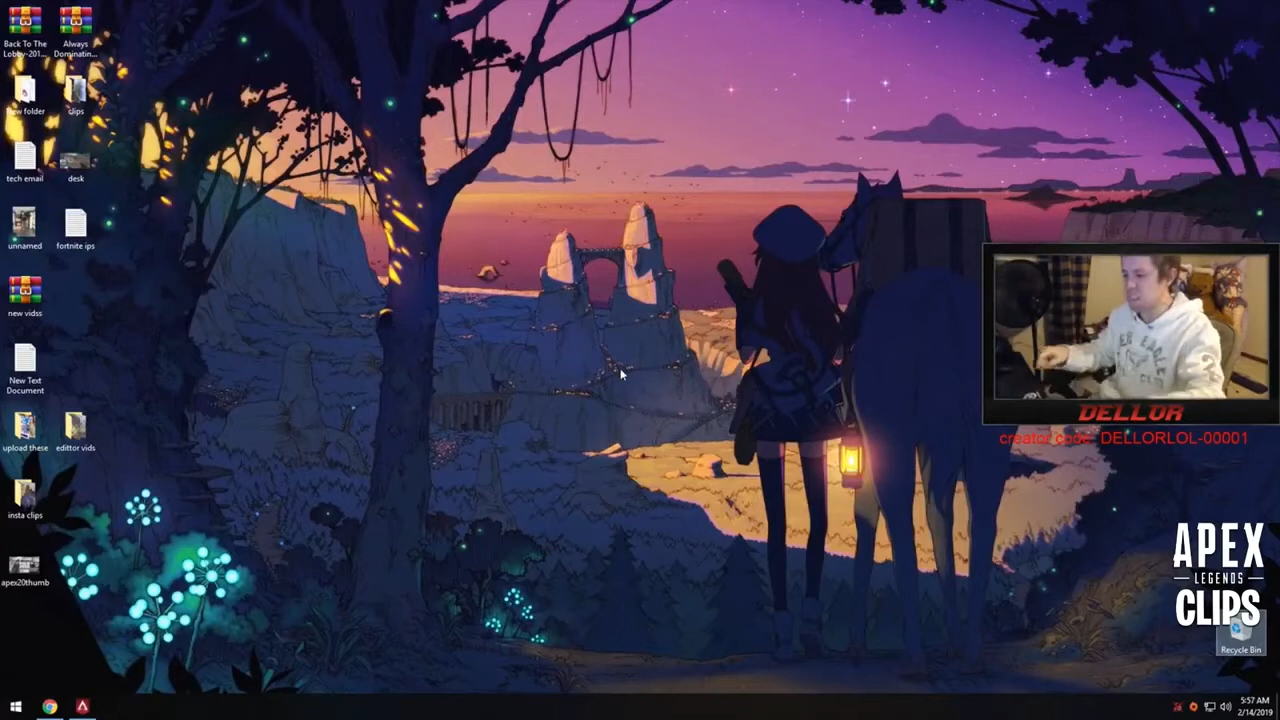 Back To The
Lobby-201...
Always
Dominatin...
New folder
clips
tech email
desk
unnamed
fortnite ips
new vidss
New Text
Document
upload these
edittor vids
insta clips
apex20thumb
DELLOR
creator code: DELLORLOL-00001
APEX
LEGENDS
CLIPS
Recycle Bin
5:57 AM
2/14/2019